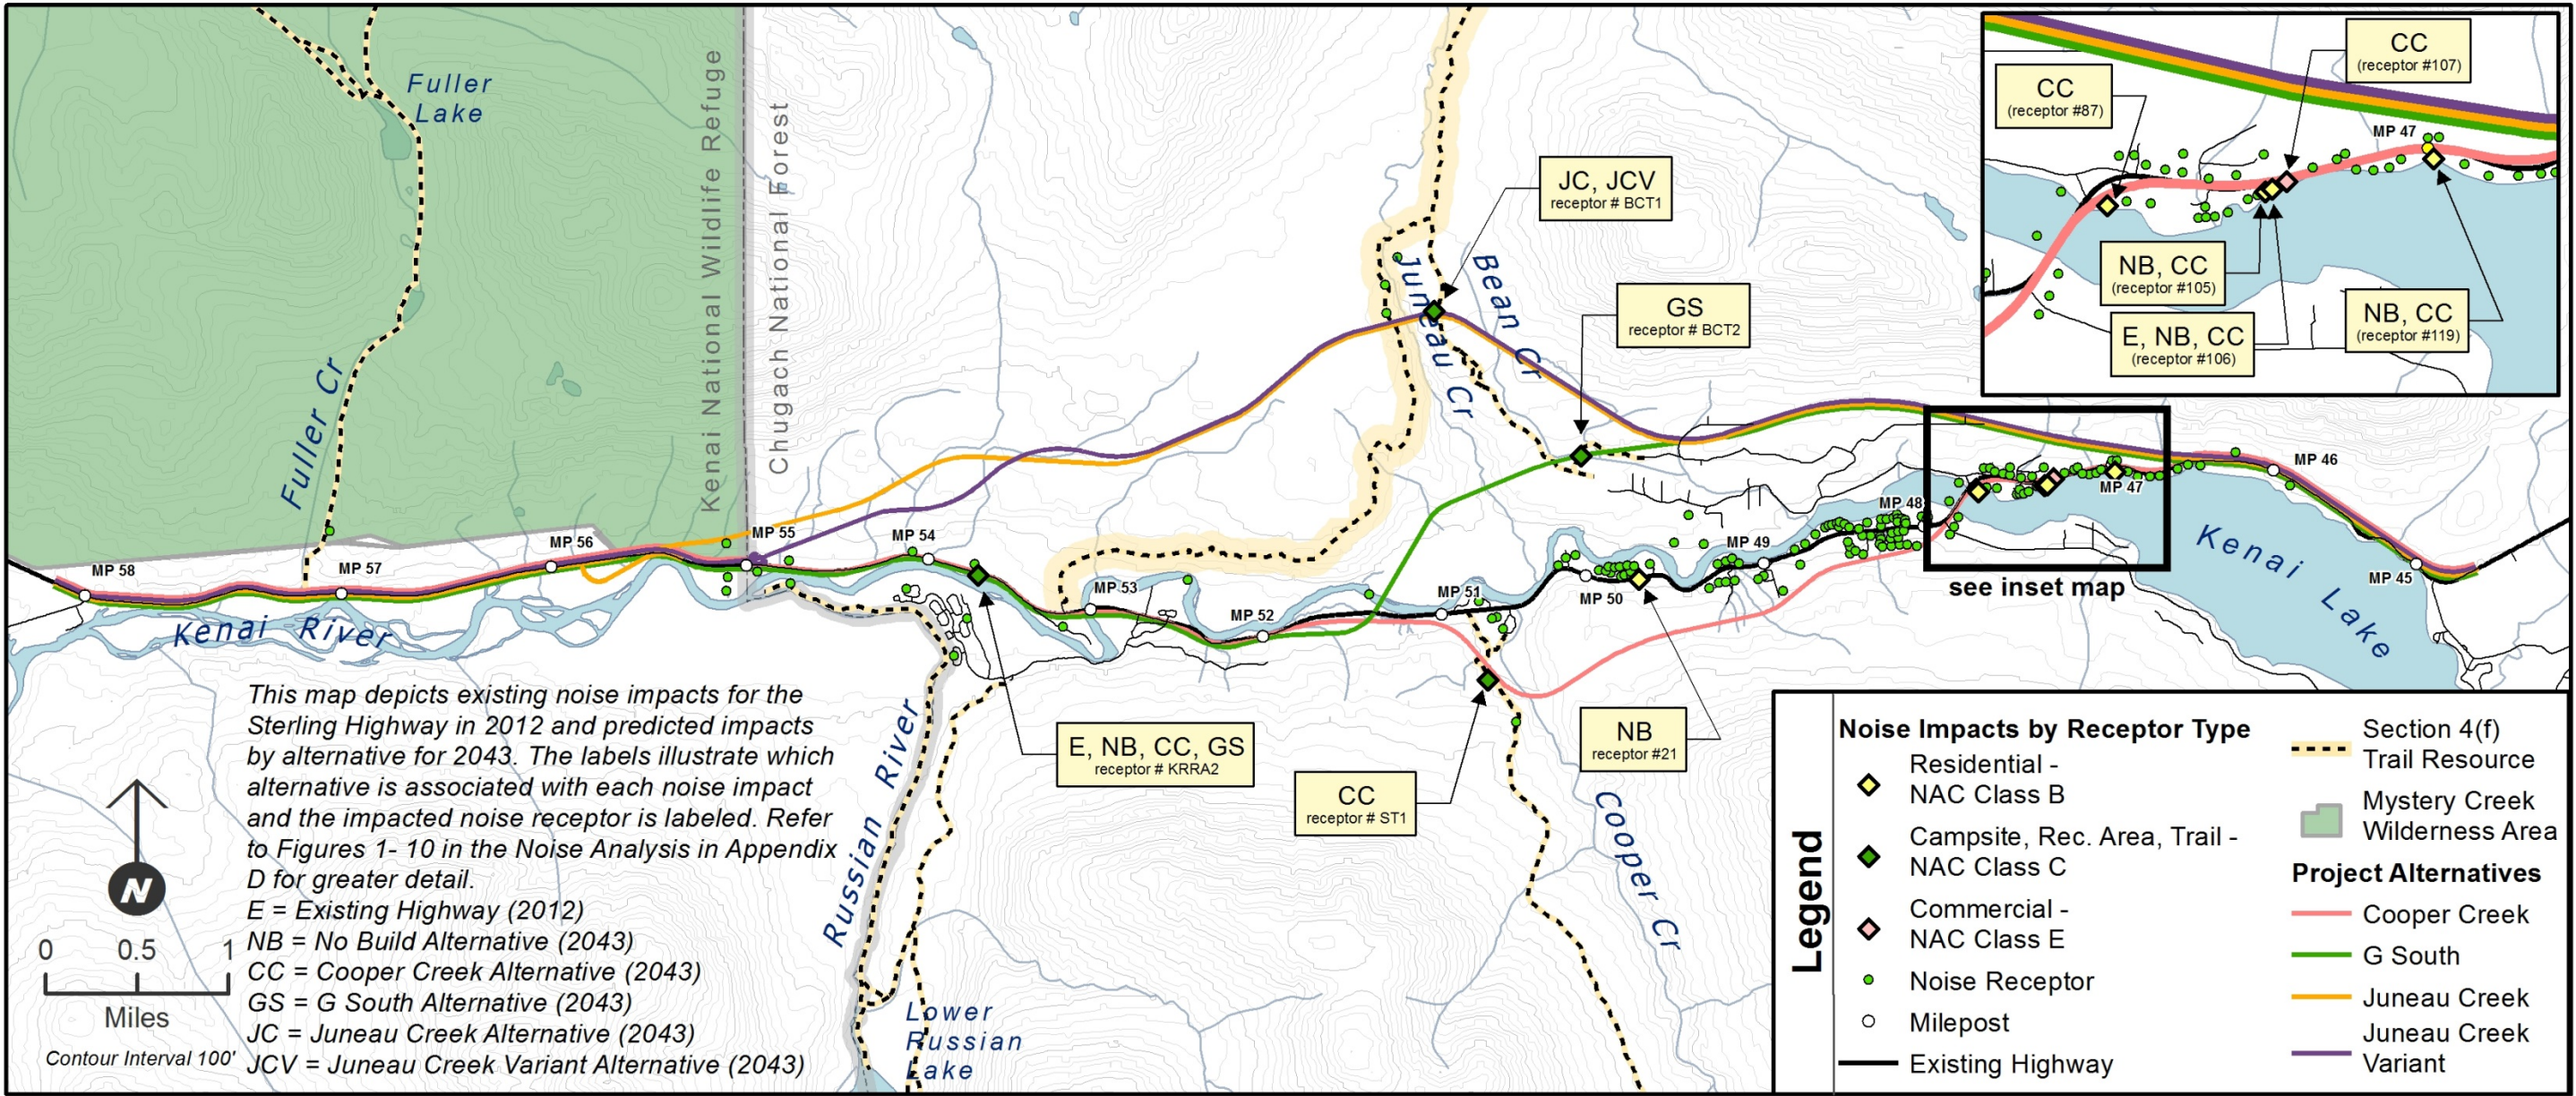 Fuller
Lake
Fuller Cr
Kenai National Wildlife Refuge
Chugach National Forest
Juneau Cr
Bean Cr
JC, JCV
receptor # BCT1
GS
receptor # BCT2
CC
(receptor #107)
CC
(receptor #87)
MP 47
NB, CC
(receptor #105)
E, NB, CC
(receptor #106)
NB, CC
(receptor #119)
MP 58
MP 57
MP 56
MP 55
MP 54
MP 53
MP 52
MP 51
MP 50
MP 49
MP 48
MP 47
MP 46
MP 45
see inset map
Kenai River
Kenai
Lake
Russian River
Cooper Cr
Lower
Russian
Lake
E, NB, CC, GS
receptor # KRRA2
CC
receptor # ST1
NB
receptor #21
This map depicts existing noise impacts for the
Sterling Highway in 2012 and predicted impacts
by alternative for 2043. The labels illustrate which
alternative is associated with each noise impact
and the impacted noise receptor is labeled. Refer
to Figures 1- 10 in the Noise Analysis in Appendix
D for greater detail.
E = Existing Highway (2012)
NB = No Build Alternative (2043)
CC = Cooper Creek Alternative (2043)
GS = G South Alternative (2043)
JC = Juneau Creek Alternative (2043)
JCV = Juneau Creek Variant Alternative (2043)
N
0 0.5 1
Miles
Contour Interval 100'
Legend
Noise Impacts by Receptor Type
Residential -
NAC Class B
Campsite, Rec. Area, Trail -
NAC Class C
Commercial -
NAC Class E
Noise Receptor
Milepost
Existing Highway
Section 4(f)
Trail Resource
Mystery Creek
Wilderness Area
Project Alternatives
Cooper Creek
G South
Juneau Creek
Juneau Creek
Variant